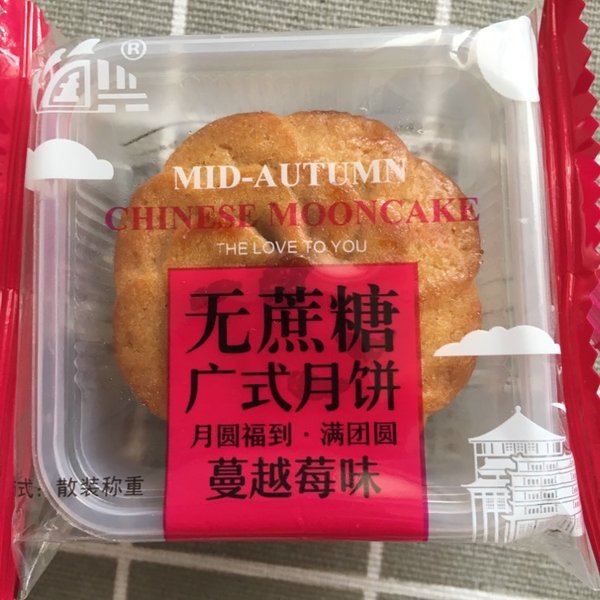 ®
MID-AUTUMN
CHINESE MOONCAKE
THE LOVE TO YOU
无蔗糖
广式月饼
月圆福到·满团圆
蔓越莓味
式：散装称重